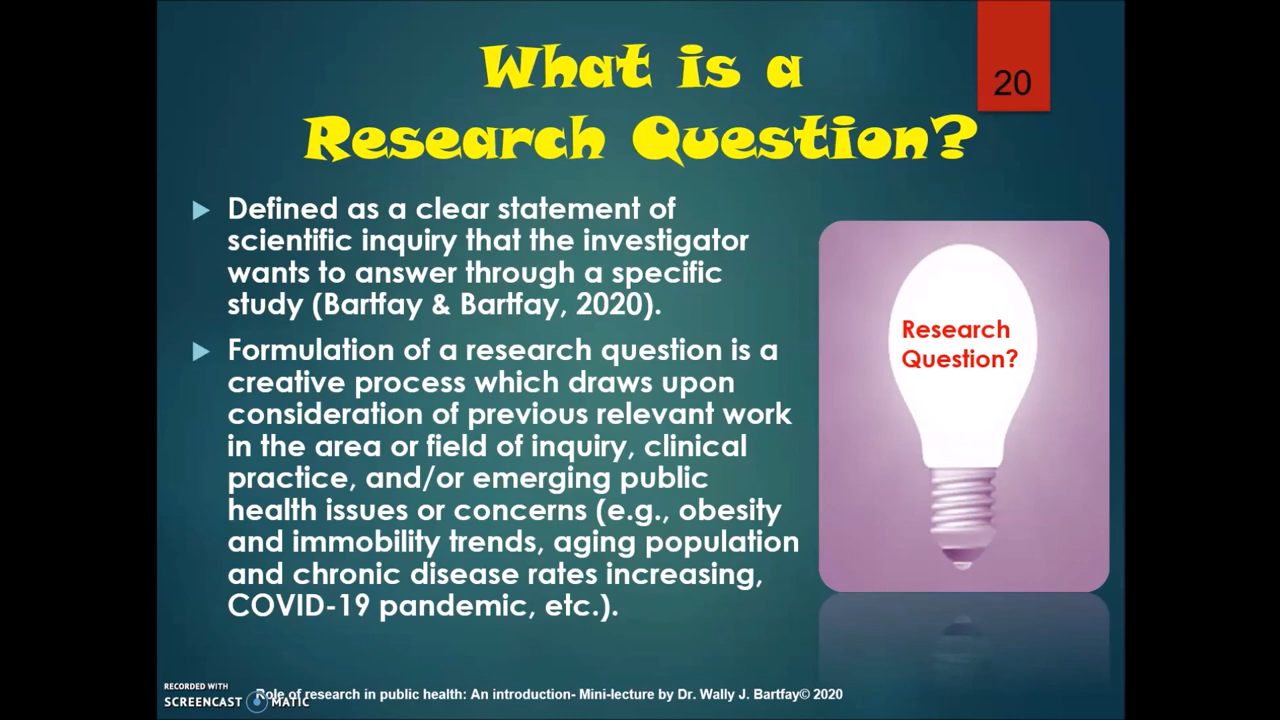 What is a
Research Question?
20
Defined as a clear statement of
scientific inquiry that the investigator
wants to answer through a specific
study (Bartfay & Bartfay, 2020).
Formulation of a research question is a
creative process which draws upon
consideration of previous relevant work
in the area or field of inquiry, clinical
practice, and/or emerging public
health issues or concerns (e.g., obesity
and immobility trends, aging population
and chronic disease rates increasing,
COVID-19 pandemic, etc.).
Research
Question?
RECORDED WITH
SCREENCAST MATIC
Role of research in public health: An introduction- Mini-lecture by Dr. Wally J. Bartfay© 2020